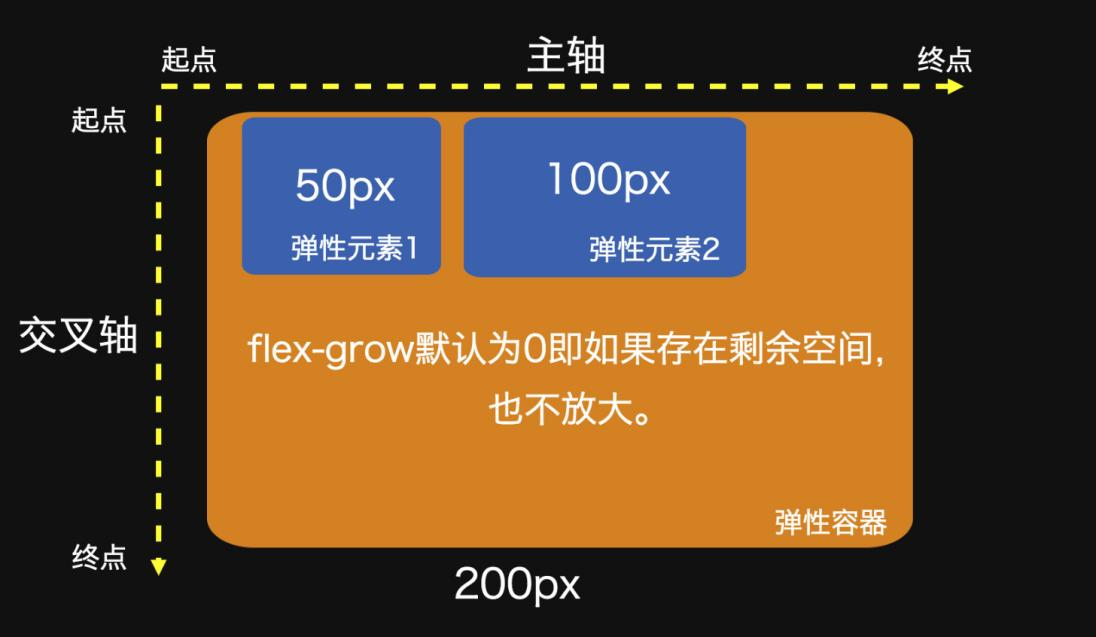 起点
主轴
终点
起点
50px
弹性元素1
100px
弹性元素2
交叉轴
flex-grow默认为0即如果存在剩余空间，
也不放大。
弹性容器
终点
200px